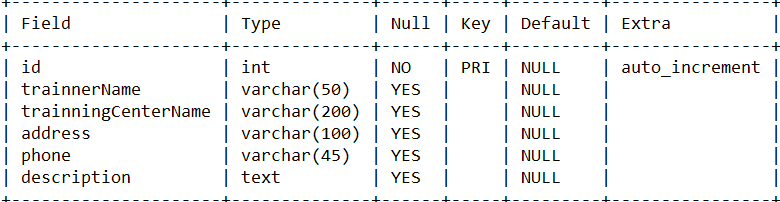 +---------------------+--------------+------+-----+---------+----------------+
| Field               | Type         | Null | Key | Default | Extra          |
+---------------------+--------------+------+-----+---------+----------------+
| id                  | int          | NO   | PRI | NULL    | auto_increment |
| trainnerName        | varchar(50)  | YES  |     | NULL    |                |
| trainningCenterName | varchar(200) | YES  |     | NULL    |                |
| address             | varchar(100) | YES  |     | NULL    |                |
| phone               | varchar(45)  | YES  |     | NULL    |                |
| description         | text         | YES  |     | NULL    |                |
+---------------------+--------------+------+-----+---------+----------------+